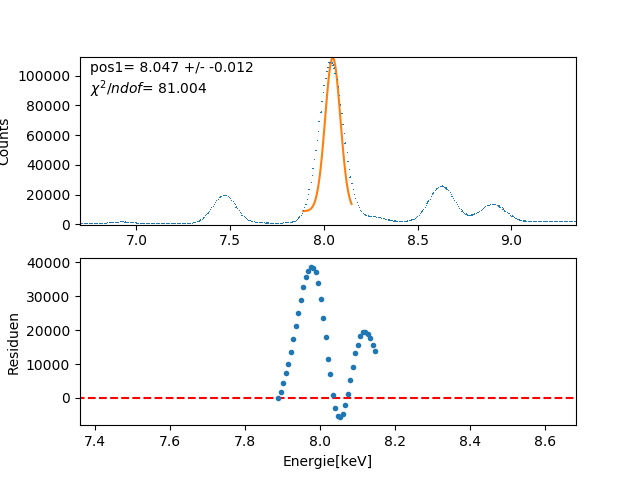 pos1= 8.047 +/- -0.012
χ²/ndof= 81.004
Counts
100000
80000
60000
40000
20000
0
7.0 7.5 8.0 8.5 9.0
Residuen
40000
30000
20000
10000
0
7.4 7.6 7.8 8.0 8.2 8.4 8.6
Energie[keV]